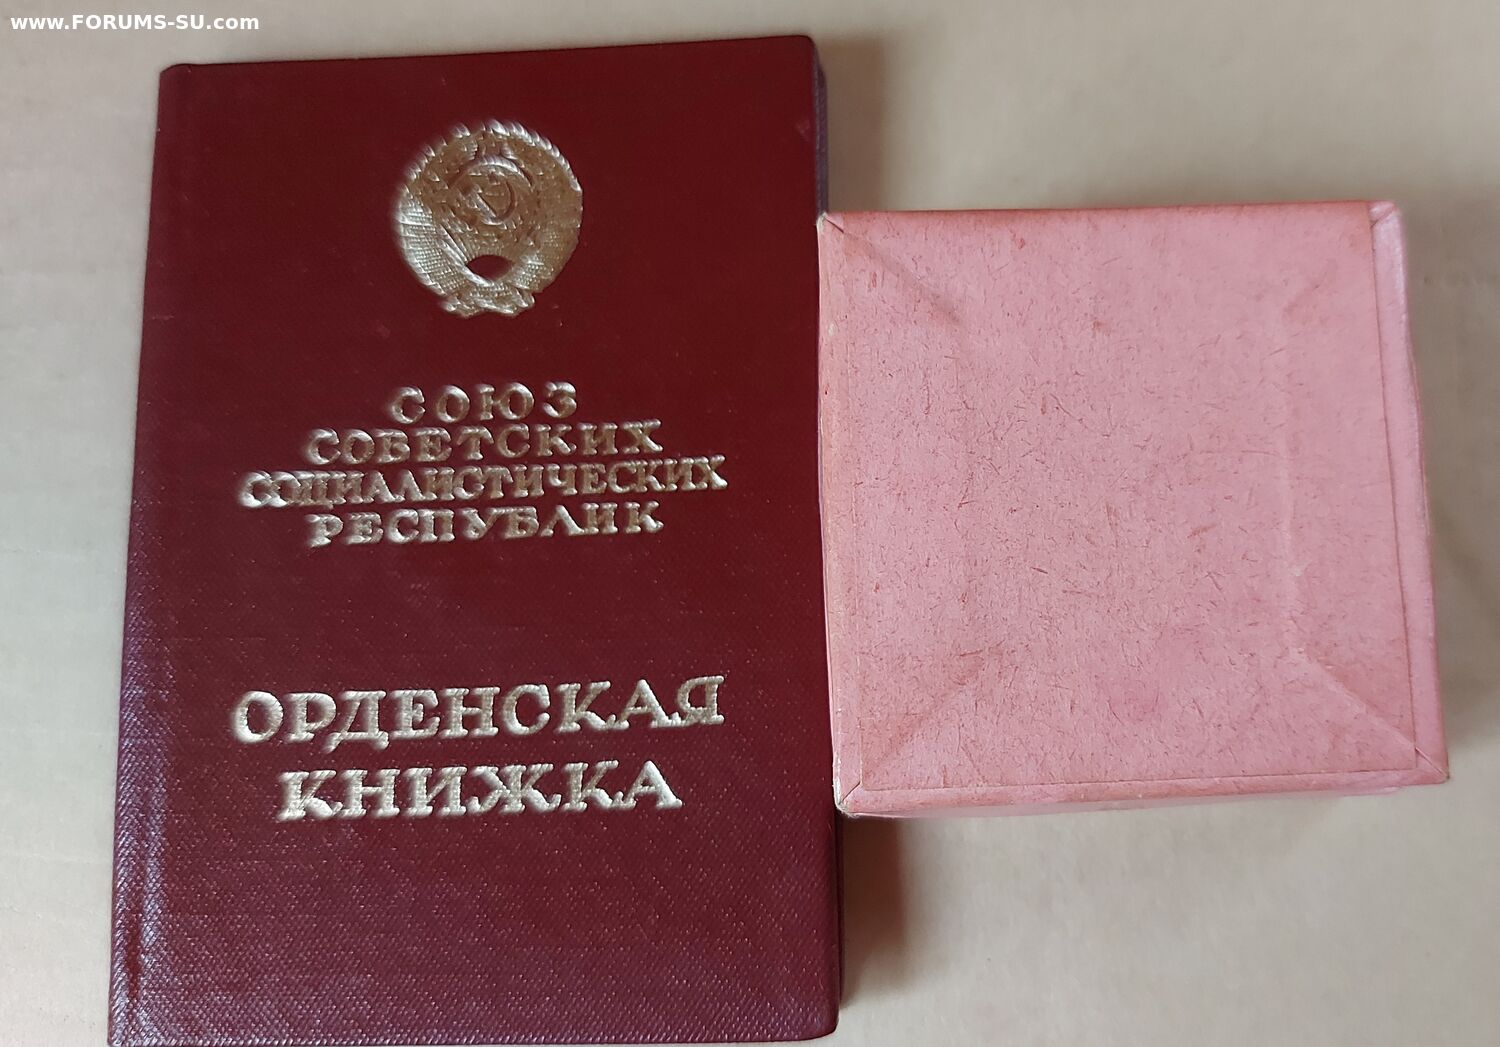 www.FORUMS-SU.com
СОЮЗ
СОВЕТСКИХ
СОЦИАЛИСТИЧЕСКИХ
РЕСПУБЛИК
ОРДЕНСКАЯ
КНИЖКА